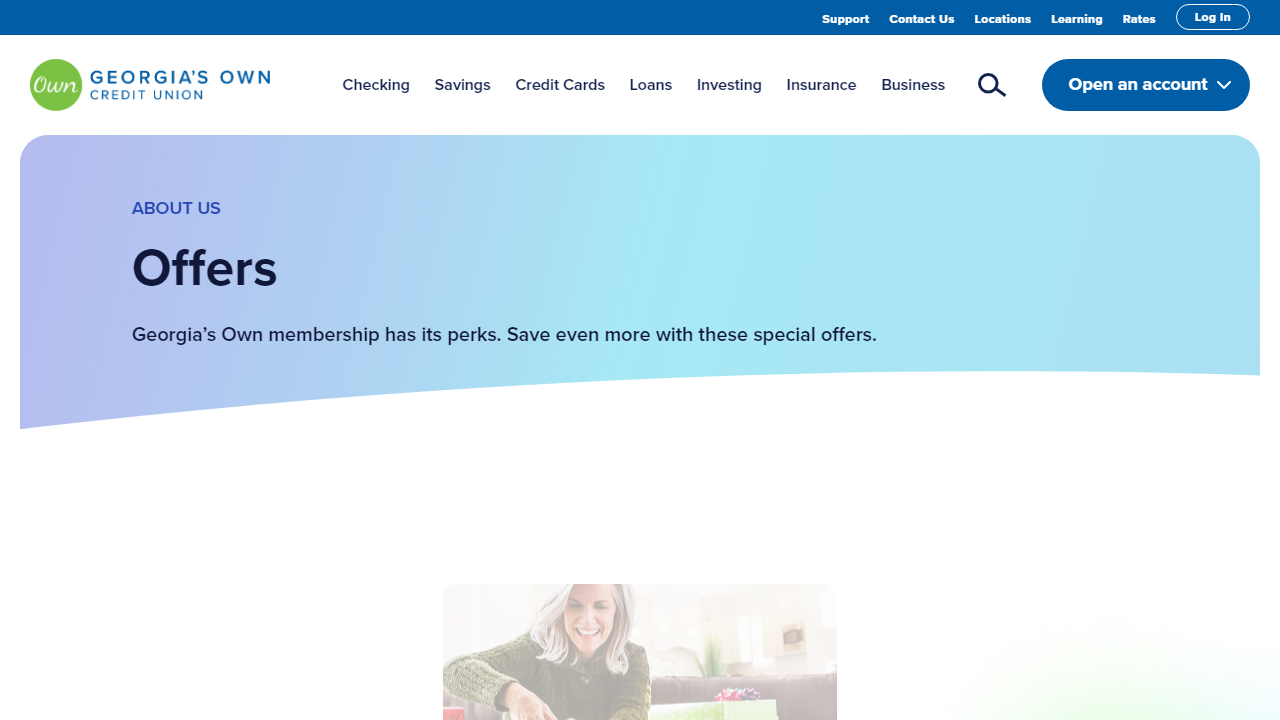 Support Contact Us Locations Learning Rates Log In
Own GEORGIA'S OWN
CREDIT UNION
Checking Savings Credit Cards Loans Investing Insurance Business
Open an account
ABOUT US
Offers
Georgia’s Own membership has its perks. Save even more with these special offers.